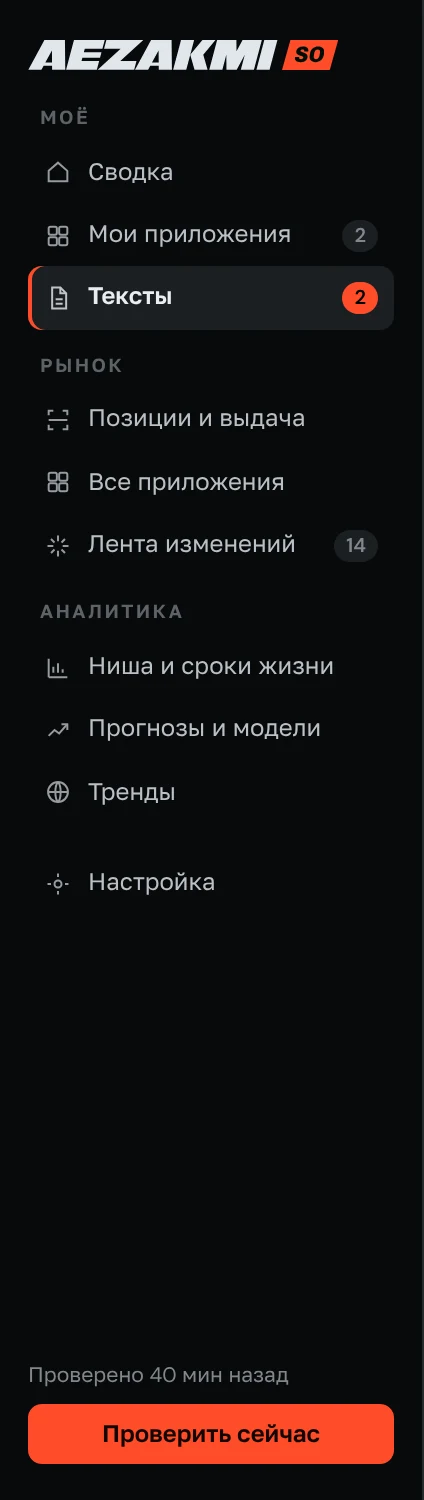 AEZAKMI SO
МОЁ
Сводка
Мои приложения 2
Тексты 2
РЫНОК
Позиции и выдача
Все приложения
Лента изменений 14
АНАЛИТИКА
Ниша и сроки жизни
Прогнозы и модели
Тренды
Настройка
Проверено 40 мин назад
Проверить сейчас